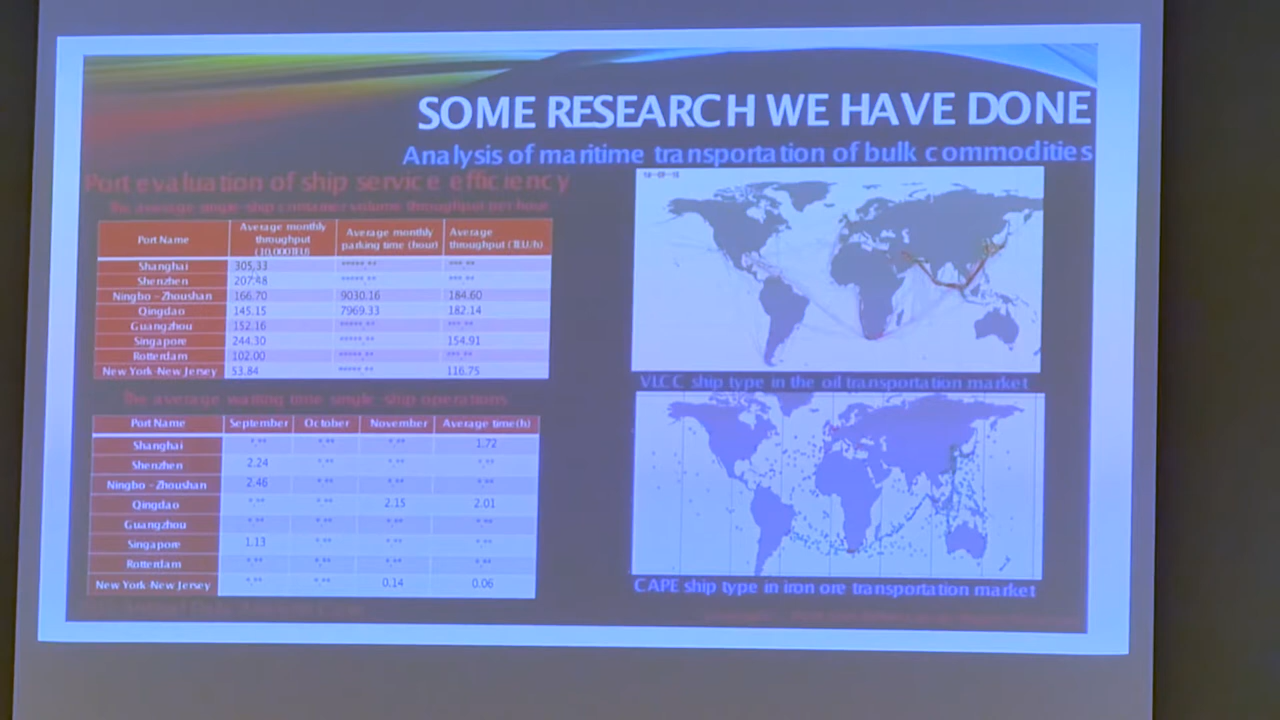 SOME RESEARCH WE HAVE DONE
Analysis of maritime transportation of bulk commodities
Port evaluation of ship service efficiency
The average single ship container volume throughput per hour
Port Name Average monthly throughput (10,000TEU) Average monthly parking time (hour) Average throughput (TEU/h)
Shanghai 305.33 *****.** ***.**
Shenzhen 207.48 *****.** ***.**
Ningbo - Zhoushan 166.70 9030.16 184.60
Qingdao 145.15 7969.33 182.14
Guangzhou 152.16 *****.** ***.**
Singapore 244.30 *****.** 154.91
Rotterdam 102.00 *****.** ***.**
New York-New Jersey 53.84 *****.** 116.75
The average waiting time single-ship operations
Port Name September October November Average time(h)
Shanghai *.** *.** *.** 1.72
Shenzhen 2.24 *.** *.** *.**
Ningbo - Zhoushan 2.46 *.** *.** *.**
Qingdao *.** *.** 2.15 2.01
Guangzhou *.** *.** *.** *.**
Singapore 1.13 *.** *.** *.**
Rotterdam *.** *.** *.** *.**
New York-New Jersey *.** *.** 0.14 0.06
VLCC ship type in the oil transportation market
CAPE ship type in iron ore transportation market